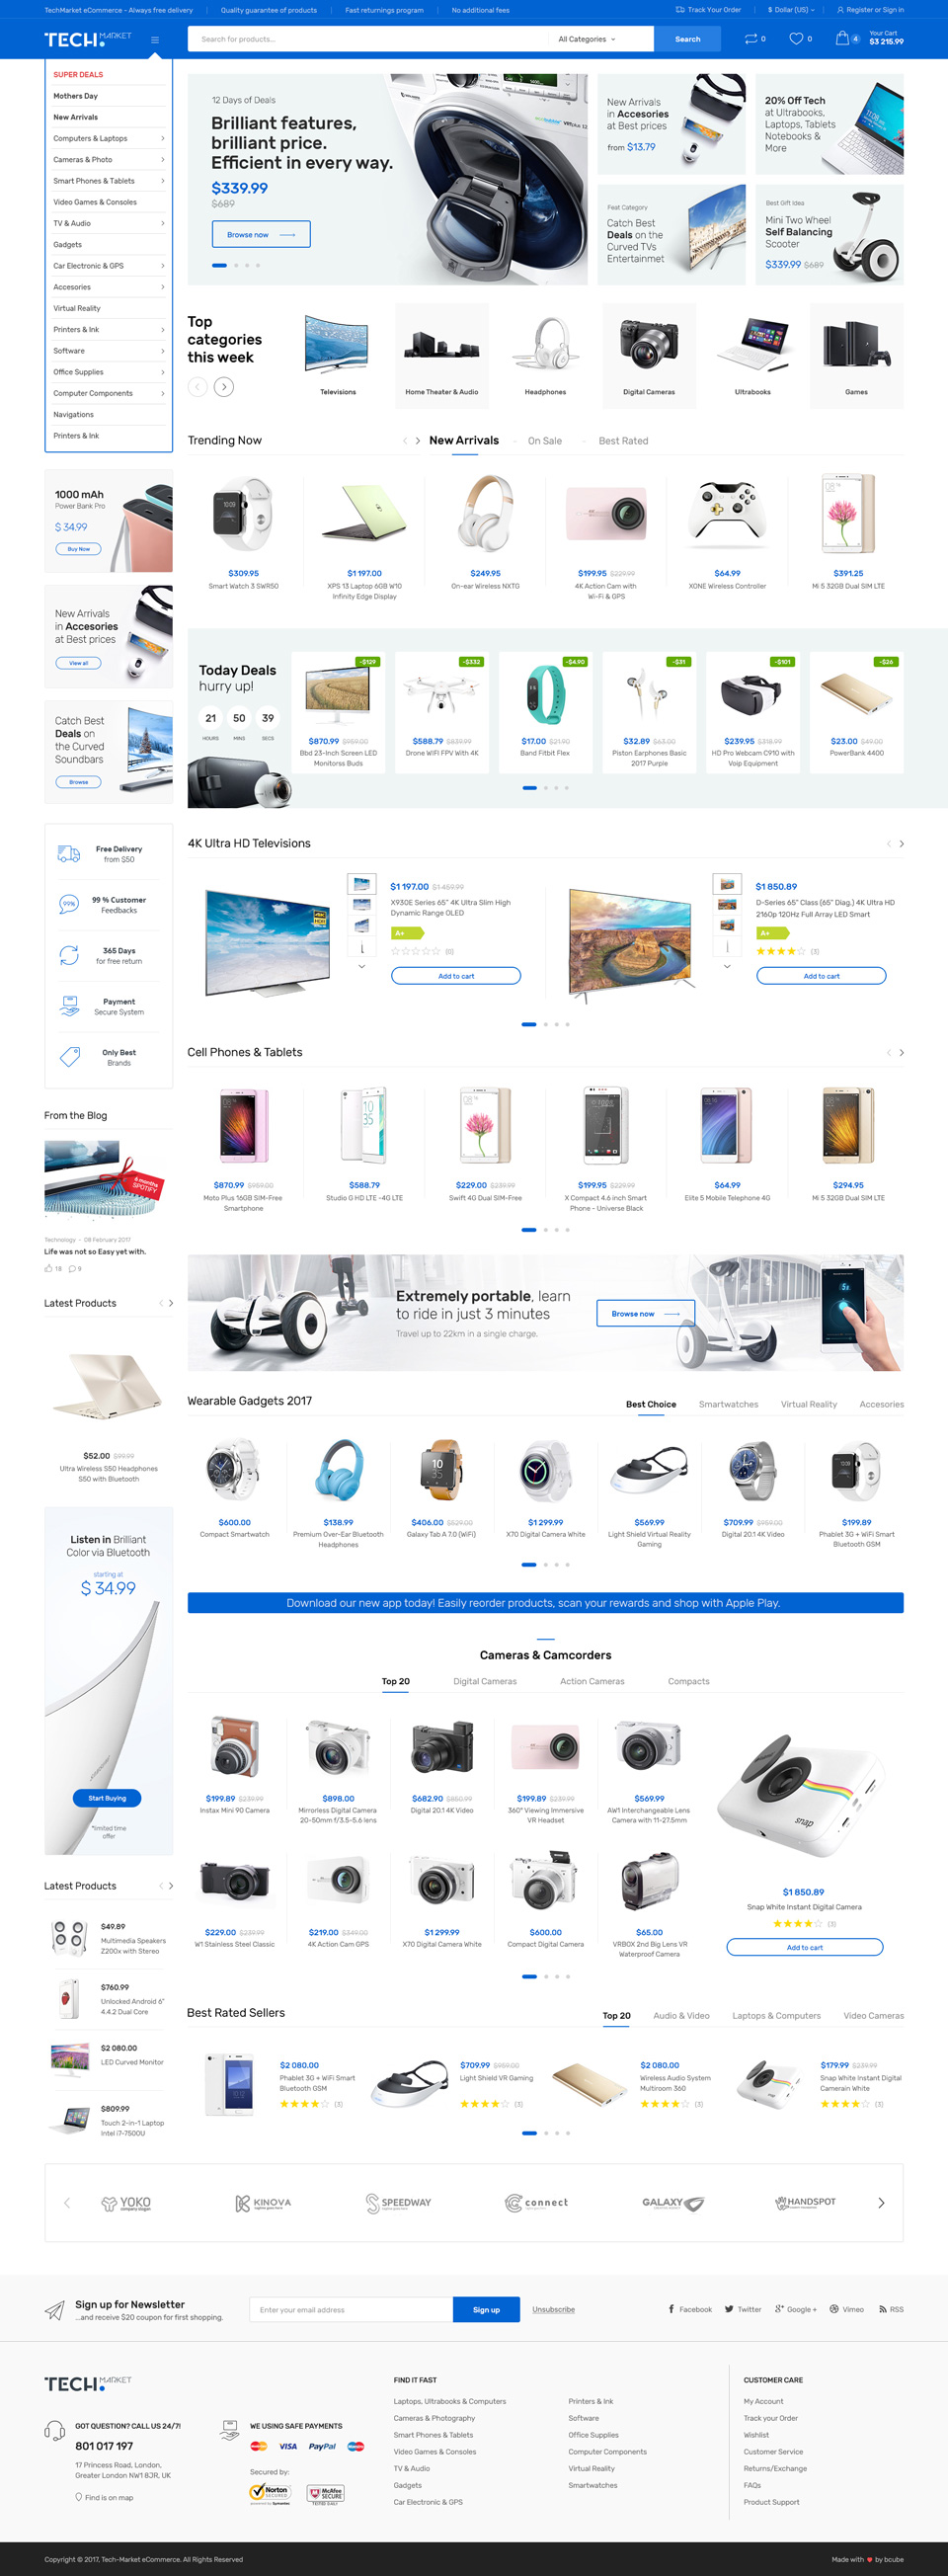 TechMarket eCommerce - Always free delivery
Quality guarantee of products
Fast returnings program
No additional fees
Track Your Order
$ Dollar (US)
Register or Sign in
TECH. MARKET
Search for products...
All Categories
Search
0
0
4
Your Cart
$3 215.99
SUPER DEALS
Mothers Day
New Arrivals
Computers & Laptops
Cameras & Photo
Smart Phones & Tablets
Video Games & Consoles
TV & Audio
Gadgets
Car Electronic & GPS
Accesories
Virtual Reality
Printers & Ink
Software
Office Supplies
Computer Components
Navigations
Printers & Ink
12 Days of Deals
Brilliant features,
brilliant price.
Efficient in every way.
$339.99
$689
Browse now
New Arrivals
in Accesories
at Best prices
from $13.79
20% Off Tech
at Ultrabooks,
Laptops, Tablets
Notebooks &
More
Feat Category
Catch Best
Deals on the
Curved TVs
Entertainmet
Best Gift Idea
Mini Two Wheel
Self Balancing
Scooter
$339.99 $689
Top
categories
this week
Televisions
Home Theater & Audio
Headphones
Digital Cameras
Ultrabooks
Games
Trending Now
New Arrivals
On Sale
Best Rated
$309.95
Smart Watch 3 SWR50
$1 197.00
XPS 13 Laptop 6GB W10
Infinity Edge Display
$249.95
On-ear Wireless NXTG
$199.95 $229.99
4K Action Cam with
Wi-Fi & GPS
$64.99
XONE Wireless Controller
$391.25
Mi 5 32GB Dual SIM LTE
1000 mAh
Power Bank Pro
$ 34.99
Buy Now
New Arrivals
in Accesories
at Best prices
View all
Catch Best
Deals on
the Curved
Soundbars
Browse
Today Deals
hurry up!
21 50 39
HOURS MINS SECS
-$129
$870.99 $959.00
Bbd 23-Inch Screen LED
Monitorss Buds
-$332
$588.79 $839.99
Drone WIFI FPV With 4K
-$4.90
$17.00 $21.90
Band Fitbit Flex
-$31
$32.89 $63.00
Piston Earphones Basic
2017 Purple
-$101
$239.95 $318.99
HD Pro Webcam C910 with
Voip Equipment
-$26
$23.00 $49.00
PowerBank 4400
Free Delivery
from $50
99%
99 % Customer
Feedbacks
365 Days
for free return
Payment
Secure System
Only Best
Brands
4K Ultra HD Televisions
$1 197.00 $1 459.99
X930E Series 65" 4K Ultra Slim High
Dynamic Range OLED
A+
(0)
Add to cart
$1 850.89
D-Series 65" Class (65" Diag.) 4K Ultra HD
2160p 120Hz Full Array LED Smart
A+
(3)
Add to cart
Cell Phones & Tablets
$870.99 $959.00
Moto Plus 16GB SIM-Free
Smartphone
$588.79
Studio G HD LTE -4G LTE
$229.00 $239.99
Swift 4G Dual SIM-Free
$199.95 $229.99
X Compact 4.6 inch Smart
Phone - Universe Black
$64.99
Elite 5 Mobile Telephone 4G
$294.95
Mi 5 32GB Dual SIM LTE
From the Blog
6 months
SPOTIFY
Technology - 08 February 2017
Life was not so Easy yet with.
18
9
Extremely portable, learn
to ride in just 3 minutes
Travel up to 22km in a single charge.
Browse now
Latest Products
$52.00 $99.99
Ultra Wireless S50 Headphones
S50 with Bluetooth
Wearable Gadgets 2017
Best Choice
Smartwatches
Virtual Reality
Accesories
$600.00
Compact Smartwatch
$138.99
Premium Over-Ear Bluetooth
Headphones
$406.00 $529.00
Galaxy Tab A 7.0 (WiFi)
$1 299.99
X70 Digital Camera White
$569.99
Light Shield Virtual Reality
Gaming
$709.99 $959.00
Digital 20.1 4K Video
$199.89
Phablet 3G + WiFi Smart
Bluetooth GSM
Listen in Brilliant
Color via Bluetooth
starting at
$ 34.99
Start Buying
*limited time
offer
Download our new app today! Easily reorder products, scan your rewards and shop with Apple Play.
Cameras & Camcorders
Top 20
Digital Cameras
Action Cameras
Compacts
$199.89 $239.99
Instax Mini 90 Camera
$898.00
Mirrorless Digital Camera
20-50mm f/3.5-5.6 lens
$682.90 $850.99
Digital 20.1 4K Video
$199.89 $239.99
360° Viewing Immersive
VR Headset
$569.99
AW1 Interchangeable Lens
Camera with 11-27.5mm
snap
$229.00 $239.99
W1 Stainless Steel Classic
$219.00 $349.00
4K Action Cam GPS
$1 299.99
X70 Digital Camera White
$600.00
Compact Digital Camera
$65.00
VRBOX 2nd Big Lens VR
Waterproof Camera
$1 850.89
Snap White Instant Digital Camera
(3)
Add to cart
Latest Products
$49.89
Multimedia Speakers
Z200x with Stereo
$760.99
Unlocked Android 6"
4.4.2 Dual Core
$2 080.00
LED Curved Monitor
$809.99
Touch 2-in-1 Laptop
Intel i7-7500U
Best Rated Sellers
Top 20
Audio & Video
Laptops & Computers
Video Cameras
$2 080.00
Phablet 3G + WiFi Smart
Bluetooth GSM
(3)
$709.99 $959.00
Light Shield VR Gaming
(3)
$2 080.00
Wireless Audio System
Multiroom 360
(3)
$179.99 $239.99
Snap White Instant Digital
Camerain White
(3)
YOKO
KINOVA
SPEEDWAY
connect
GALAXY
HANDSPOT
Sign up for Newsletter
...and receive $20 coupon for first shopping.
Enter your email address
Sign up
Unsubscribe
Facebook
Twitter
Google +
Vimeo
RSS
TECH. MARKET
GOT QUESTION? CALL US 24/7!
801 017 197
17 Princess Road, London,
Greater London NW1 8JR, UK
Find is on map
WE USING SAFE PAYMENTS
VISA
PayPal
Secured by:
Norton
SECURED
McAfee
SECURE
FIND IT FAST
Laptops, Ultrabooks & Computers
Cameras & Photography
Smart Phones & Tablets
Video Games & Consoles
TV & Audio
Gadgets
Car Electronic & GPS
Printers & Ink
Software
Office Supplies
Computer Components
Virtual Reality
Smartwatches
CUSTOMER CARE
My Account
Track your Order
Wishlist
Customer Service
Returns/Exchange
FAQs
Product Support
Copyright © 2017, Tech-Market eCommerce. All Rights Reserved
Made with ♥ by bcube